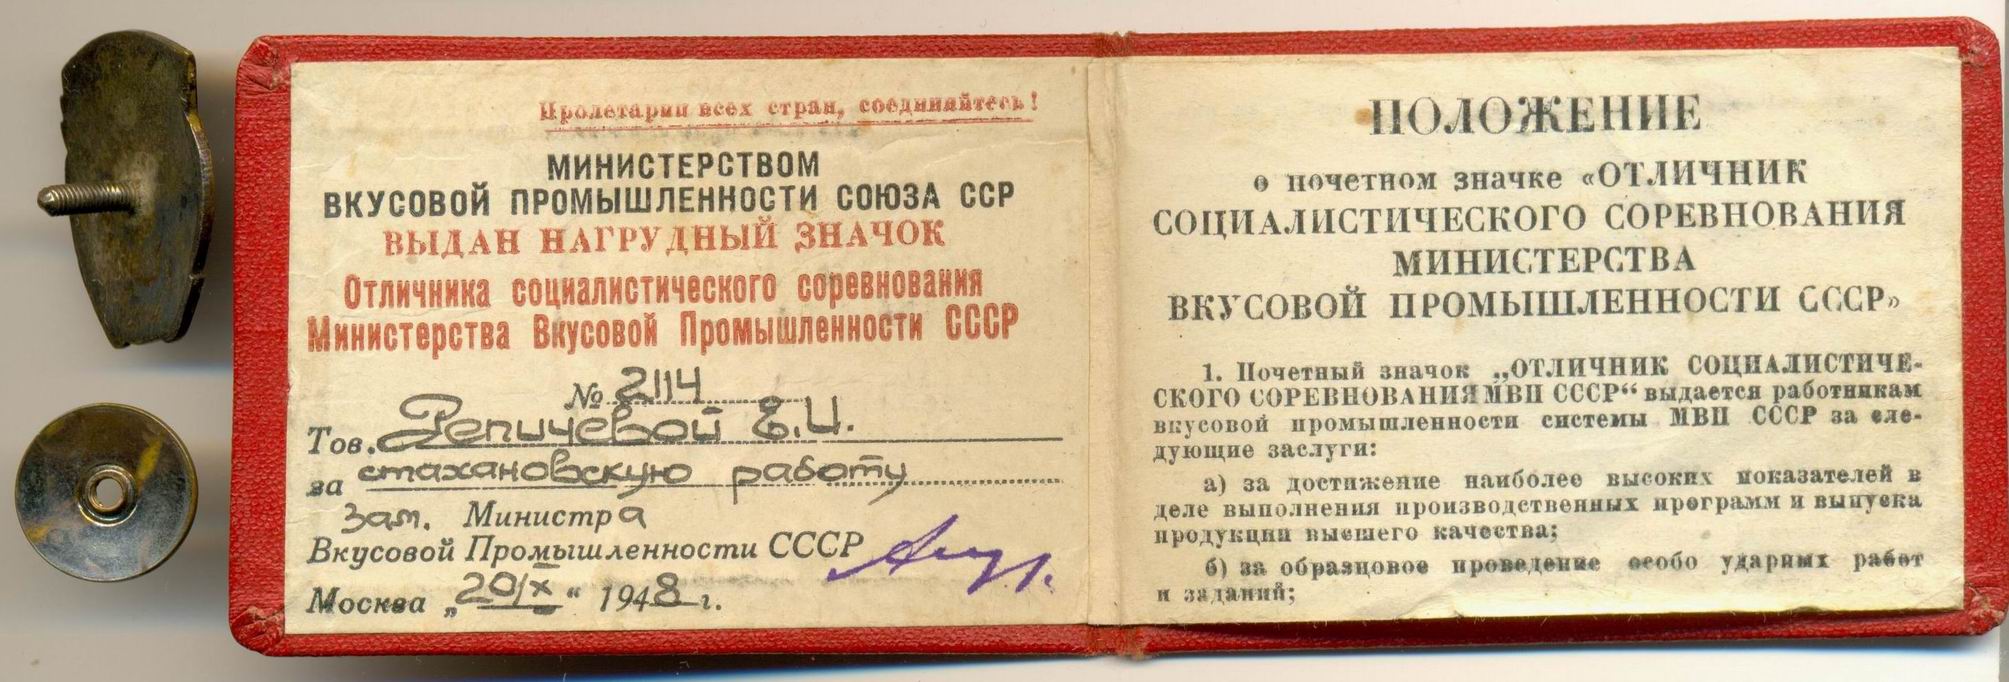 Пролетарии всех стран, соединяйтесь!
МИНИСТЕРСТВОМ
ВКУСОВОЙ ПРОМЫШЛЕННОСТИ СОЮЗА ССР
ВЫДАН НАГРУДНЫЙ ЗНАЧОК
Отличника социалистического соревнования
Министерства Вкусовой Промышленности СССР
№ 2114
Тов. Репичевой Е.И.
за стахановскую работу
Зам. Министра
Вкусовой Промышленности СССР
Москва „20/X“ 1948 г.
ПОЛОЖЕНИЕ
о почетном значке «ОТЛИЧНИК
СОЦИАЛИСТИЧЕСКОГО СОРЕВНОВАНИЯ
МИНИСТЕРСТВА
ВКУСОВОЙ ПРОМЫШЛЕННОСТИ СССР»
1. Почетный значок „ОТЛИЧНИК СОЦИАЛИСТИЧЕ-
СКОГО СОРЕВНОВАНИЯ МВП СССР“ выдается работникам
вкусовой промышленности системы МВП СССР за сле-
дующие заслуги:
а) за достижение наиболее высоких показателей в
деле выполнения производственных программ и выпуска
продукции высшего качества;
б) за образцовое проведение особо ударных работ
и заданий;